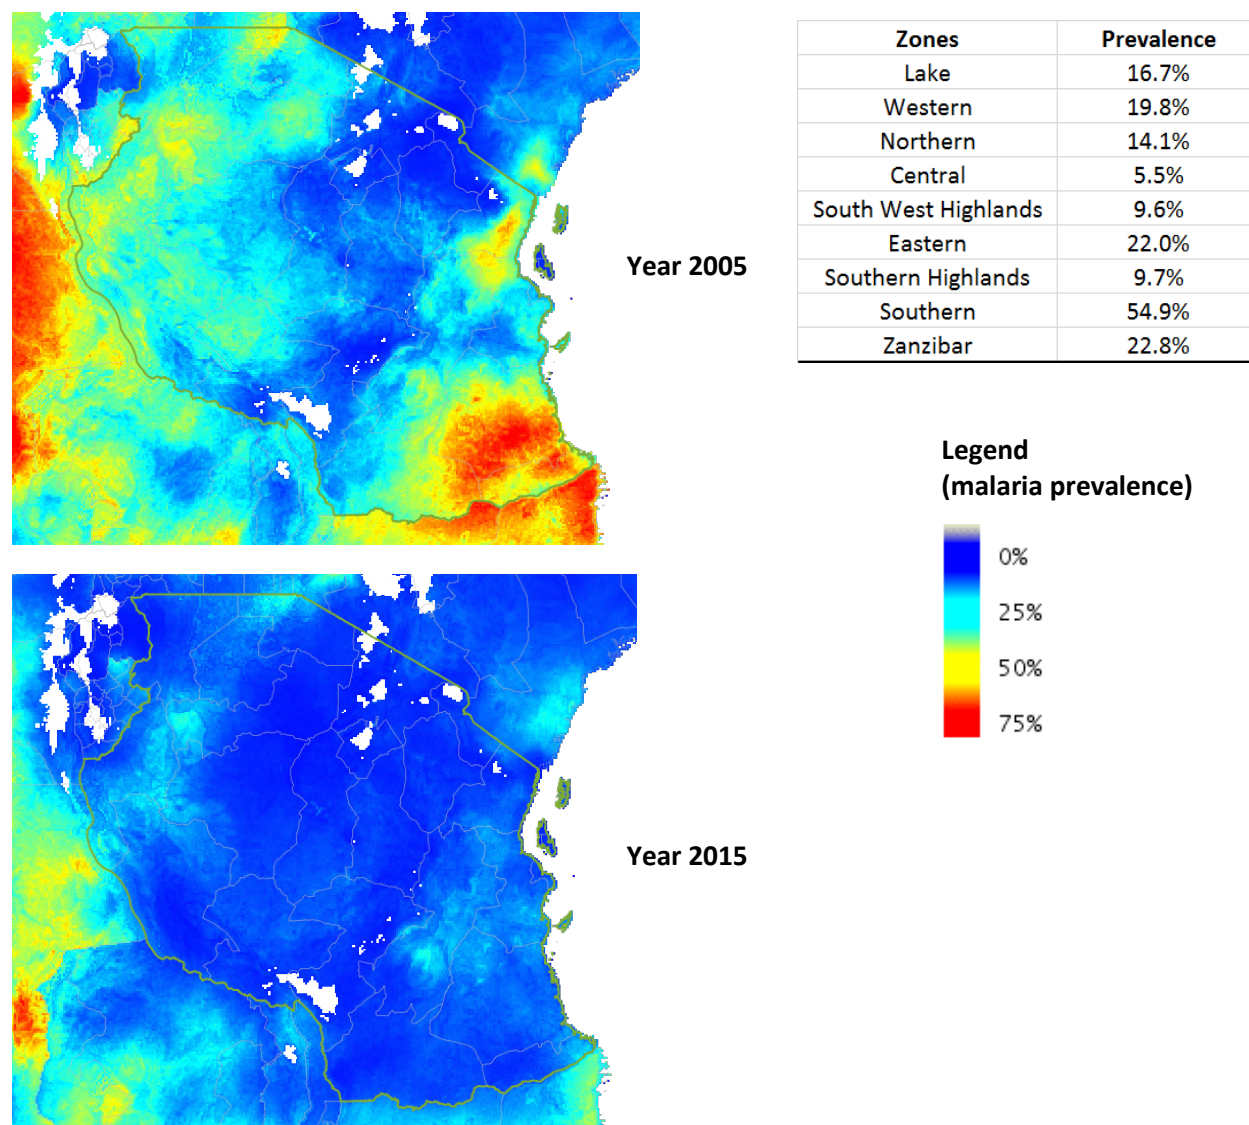 Zones Prevalence
Lake 16.7%
Western 19.8%
Northern 14.1%
Central 5.5%
South West Highlands 9.6%
Eastern 22.0%
Southern Highlands 9.7%
Southern 54.9%
Zanzibar 22.8%
Year 2005
Legend
(malaria prevalence)
0%
25%
50%
75%
Year 2015